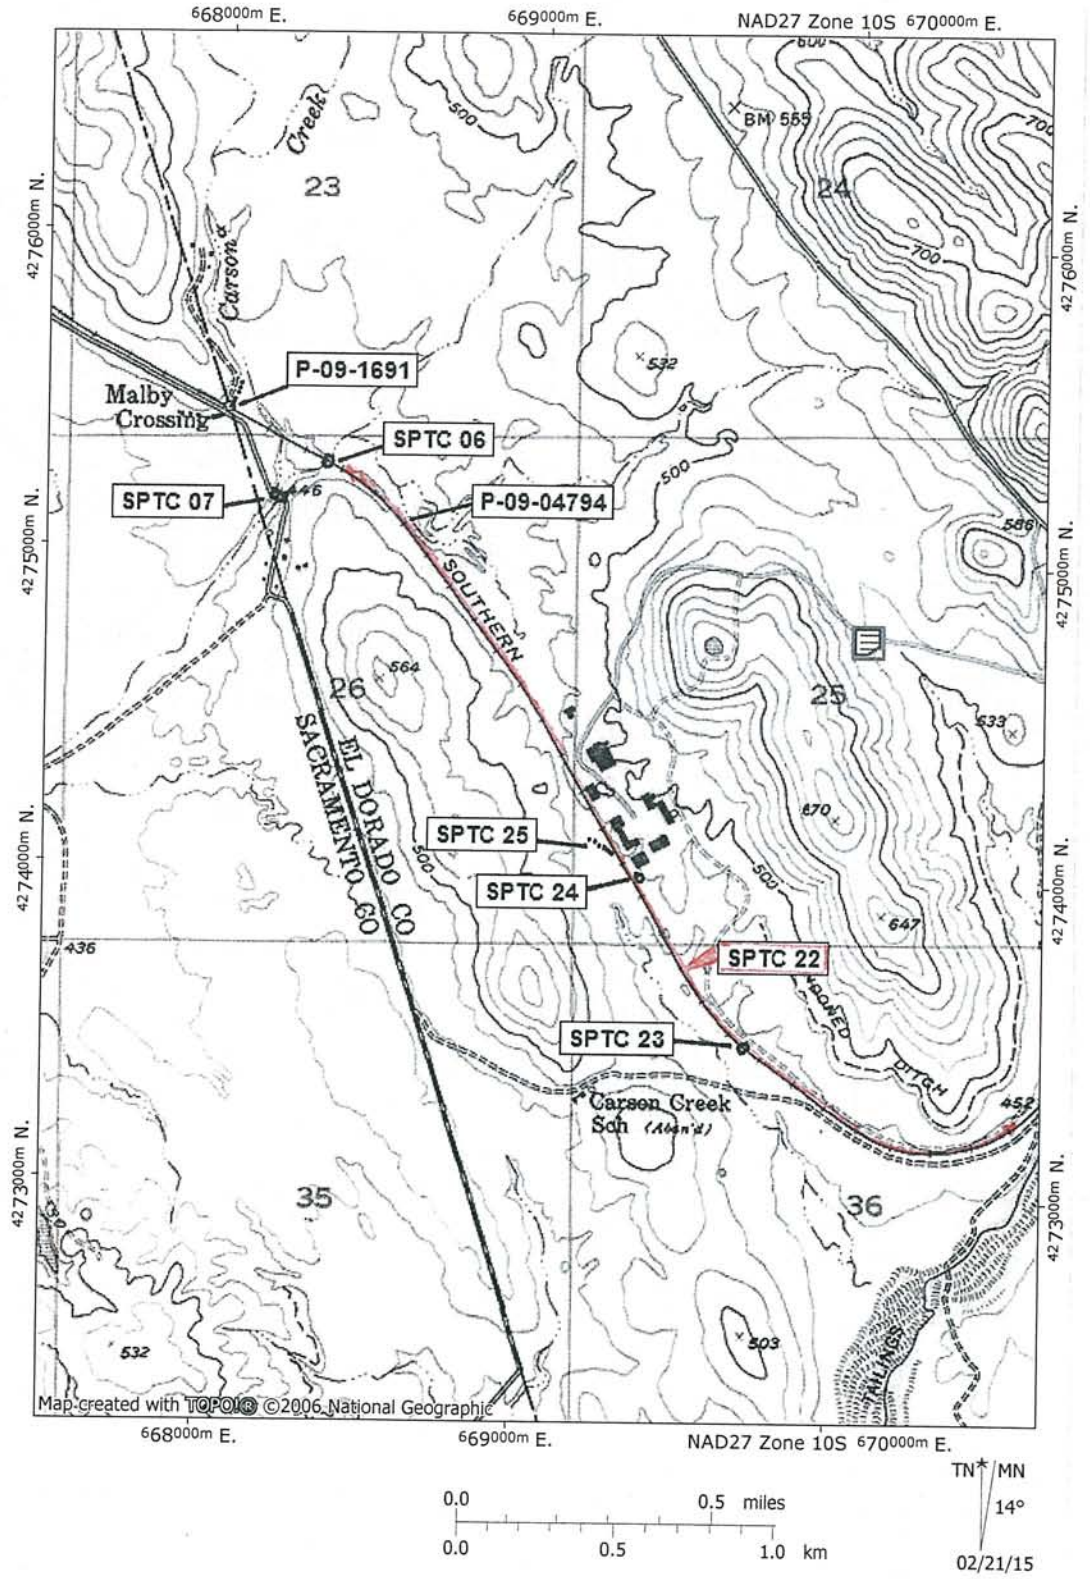 668000m E.
669000m E.
NAD27 Zone 10S 670000m E.
600
Creek
500
BM 555
700
23
24
4276000m N.
4276000m N.
Carson
700
532
P-09-1691
Malby
Crossing
SPTC 06
500
SPTC 07
446
P-09-04794
586
4275000m N.
4275000m N.
SOUTHERN
564
26
25
533
EL DORADO CO
SACRAMENTO CO
670
4274000m N.
4274000m N.
SPTC 25
500
500
SPTC 24
647
436
SPTC 22
NDONED
DITCH
SPTC 23
Carson Creek
Sch (Aban'd)
452
4273000m N.
4273000m N.
35
36
532
503
TAILINGS
Map created with TOPO!® ©2006 National Geographic
668000m E.
669000m E.
NAD27 Zone 10S 670000m E.
TN* MN
14°
0.0 0.5 miles
0.0 0.5 1.0 km
02/21/15